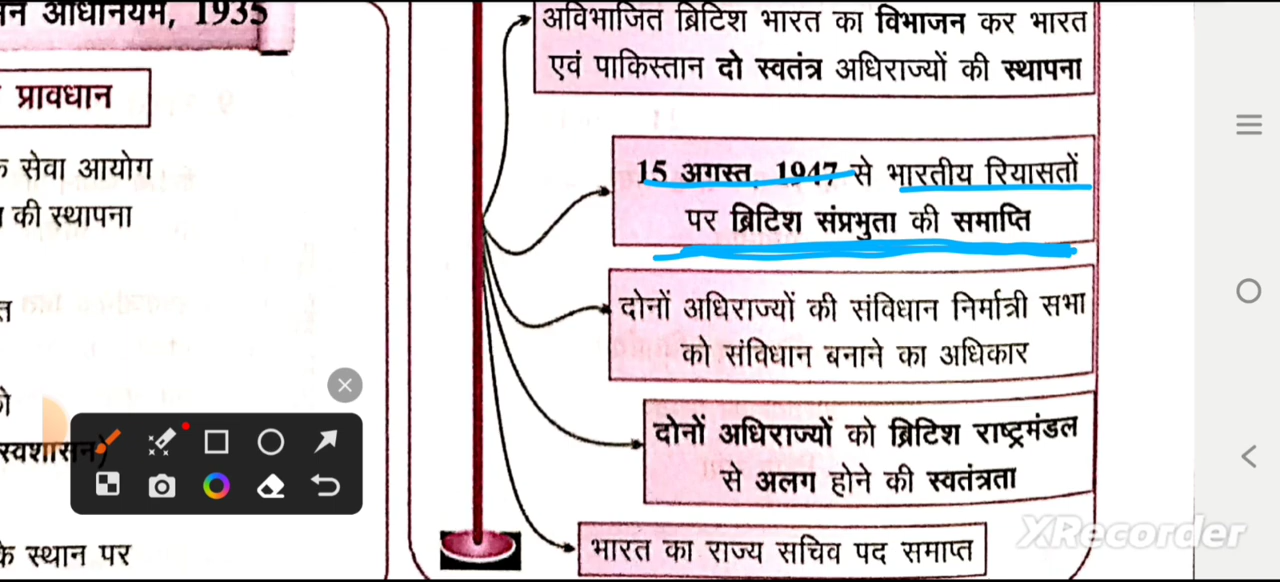 अधिनियम, 1935
प्रावधान
सेवा आयोग
की स्थापना
स्वशासन)
के स्थान पर
अविभाजित ब्रिटिश भारत का विभाजन कर भारत
एवं पाकिस्तान दो स्वतंत्र अधिराज्यों की स्थापना
15 अगस्त, 1947 से भारतीय रियासतों
पर ब्रिटिश संप्रभुता की समाप्ति
दोनों अधिराज्यों की संविधान निर्मात्री सभा
को संविधान बनाने का अधिकार
दोनों अधिराज्यों को ब्रिटिश राष्ट्रमंडल
से अलग होने की स्वतंत्रता
भारत का राज्य सचिव पद समाप्त
XRecorder